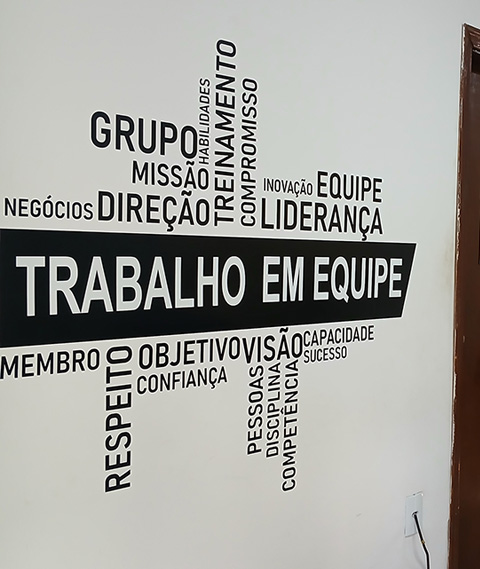 GRUPO
HABILIDADES
TREINAMENTO
COMPROMISSO
MISSÃO
INOVAÇÃO
EQUIPE
NEGÓCIOS
DIREÇÃO
LIDERANÇA
TRABALHO EM EQUIPE
MEMBRO
RESPEITO
OBJETIVO
CONFIANÇA
VISÃO
CAPACIDADE
SUCESSO
PESSOAS
DISCIPLINA
COMPETÊNCIA